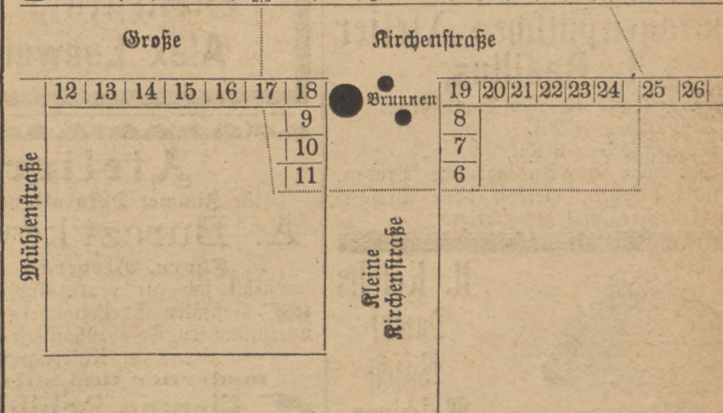 Große Kirchenstraße
12 | 13 | 14 | 15 | 16 | 17 | 18
Brunnen
19 | 20 | 21 | 22 | 23 | 24 | 25 | 26 |
9
10
11
8
7
6
Mühlenstraße
Kleine
Kirchenstraße